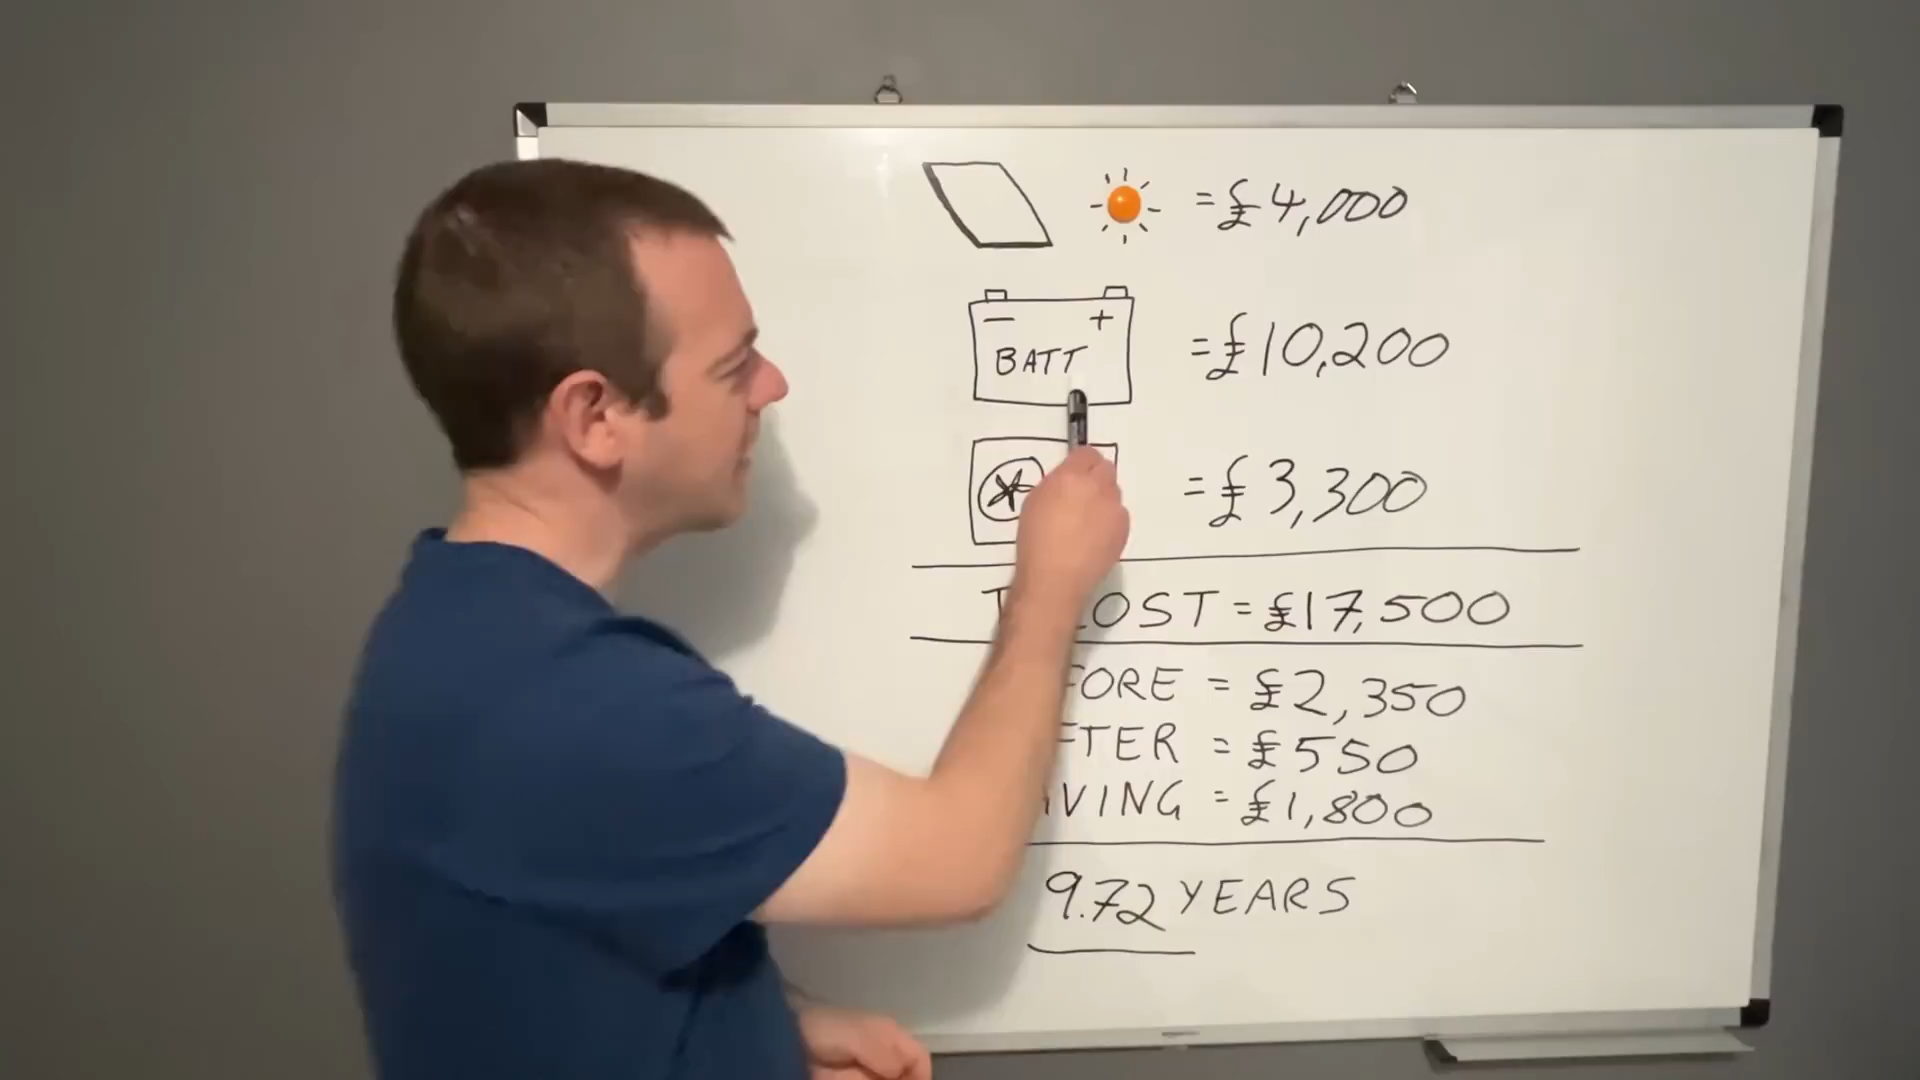 = £4,000
- +
BATT
= £10,200
= £3,300
COST = £17,500
FORE = £2,350
FTER = £550
VING = £1,800
9.72 YEARS